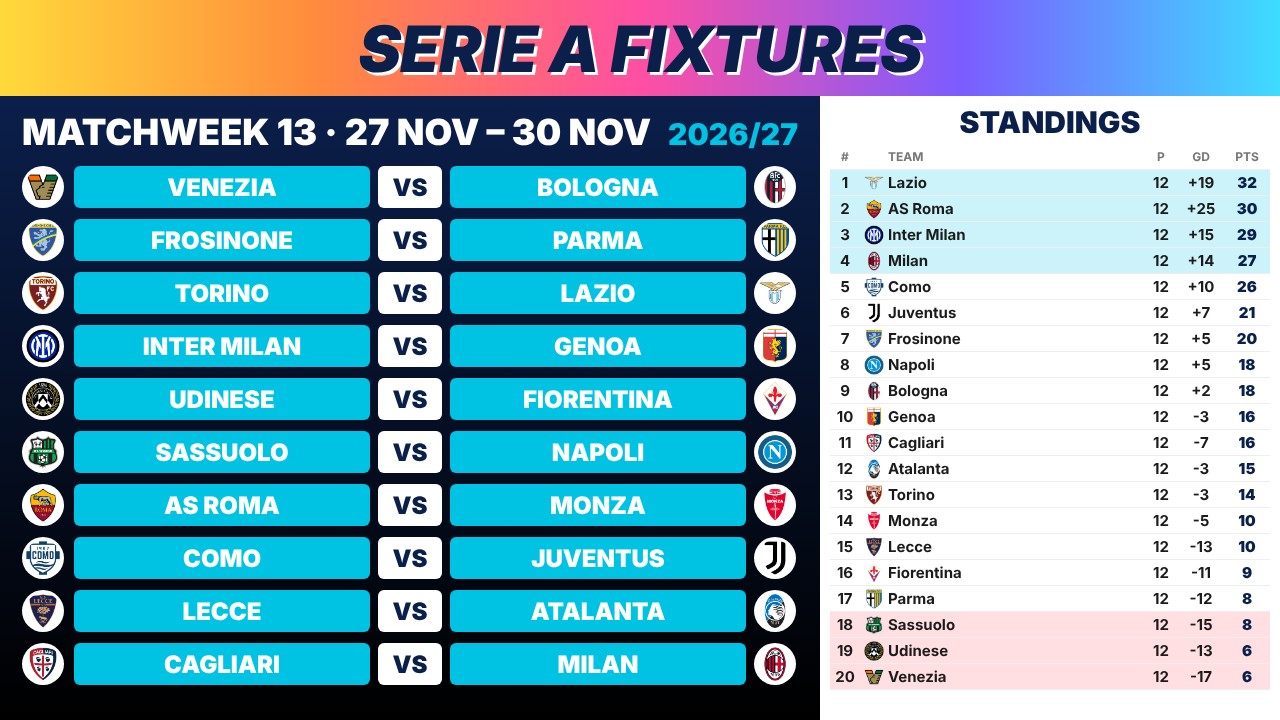 SERIE A FIXTURES
MATCHWEEK 13 · 27 NOV – 30 NOV 2026/27
VENEZIA VS BOLOGNA
FROSINONE VS PARMA
TORINO VS LAZIO
INTER MILAN VS GENOA
UDINESE VS FIORENTINA
SASSUOLO VS NAPOLI
AS ROMA VS MONZA
COMO VS JUVENTUS
LECCE VS ATALANTA
CAGLIARI VS MILAN
STANDINGS
# TEAM P GD PTS
1 Lazio 12 +19 32
2 AS Roma 12 +25 30
3 Inter Milan 12 +15 29
4 Milan 12 +14 27
5 Como 12 +10 26
6 Juventus 12 +7 21
7 Frosinone 12 +5 20
8 Napoli 12 +5 18
9 Bologna 12 +2 18
10 Genoa 12 -3 16
11 Cagliari 12 -7 16
12 Atalanta 12 -3 15
13 Torino 12 -3 14
14 Monza 12 -5 10
15 Lecce 12 -13 10
16 Fiorentina 12 -11 9
17 Parma 12 -12 8
18 Sassuolo 12 -15 8
19 Udinese 12 -13 6
20 Venezia 12 -17 6